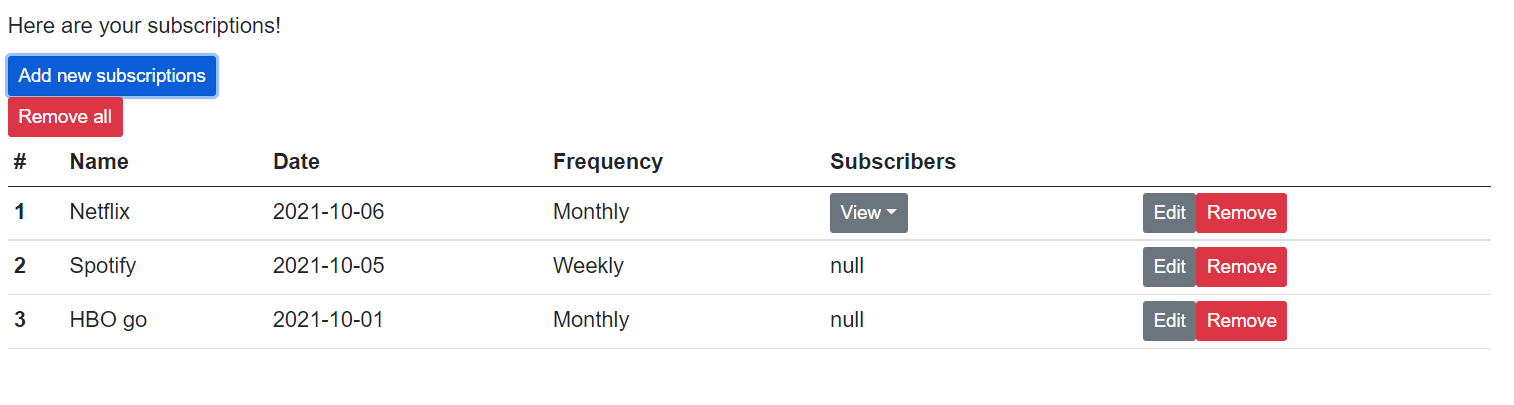 Here are your subscriptions!
Add new subscriptions
Remove all
# Name Date Frequency Subscribers
1 Netflix 2021-10-06 Monthly View Edit Remove
2 Spotify 2021-10-05 Weekly null Edit Remove
3 HBO go 2021-10-01 Monthly null Edit Remove